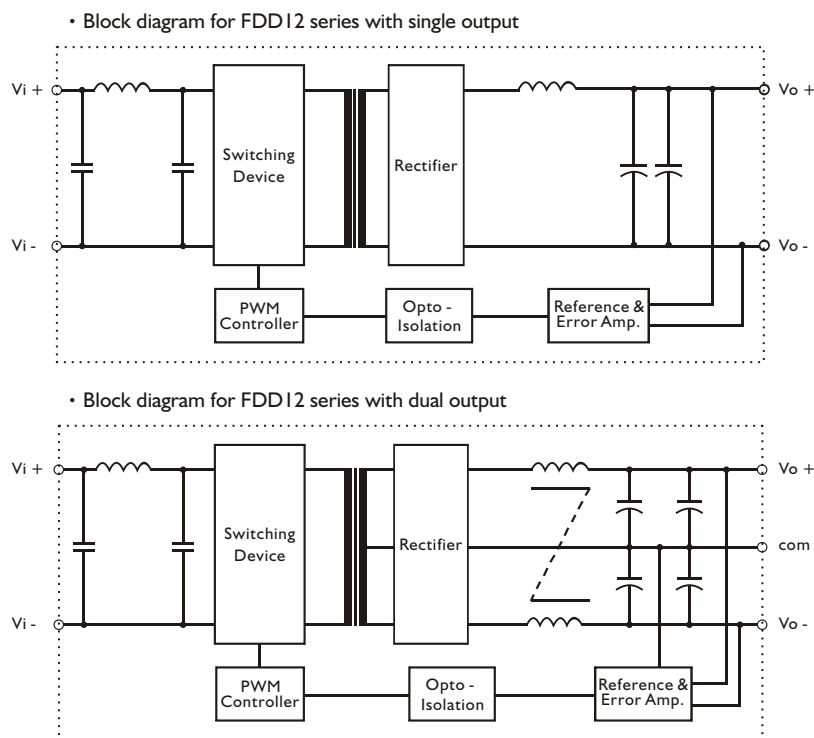 • Block diagram for FDD12 series with single output
Vi +
Vo +
Switching
Device
Rectifier
Vi -
Vo -
PWM
Controller
Opto -
Isolation
Reference &
Error Amp.
• Block diagram for FDD12 series with dual output
Vi +
Vo +
Switching
Device
Rectifier
com
Vi -
Vo -
PWM
Controller
Opto -
Isolation
Reference &
Error Amp.